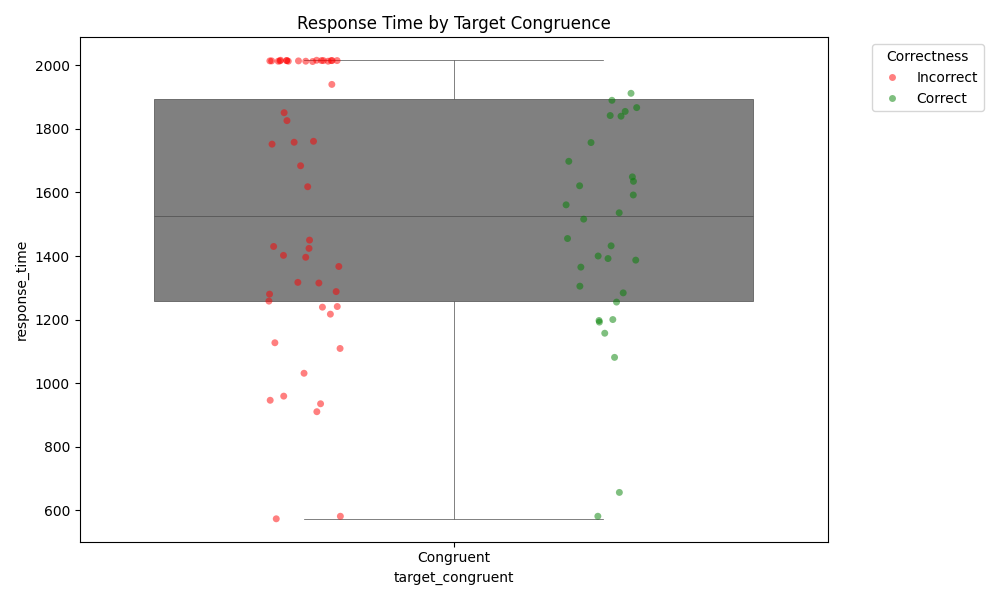 Response Time by Target Congruence
Correctness
Incorrect
Correct
response_time
2000
1800
1600
1400
1200
1000
800
600
Congruent
target_congruent